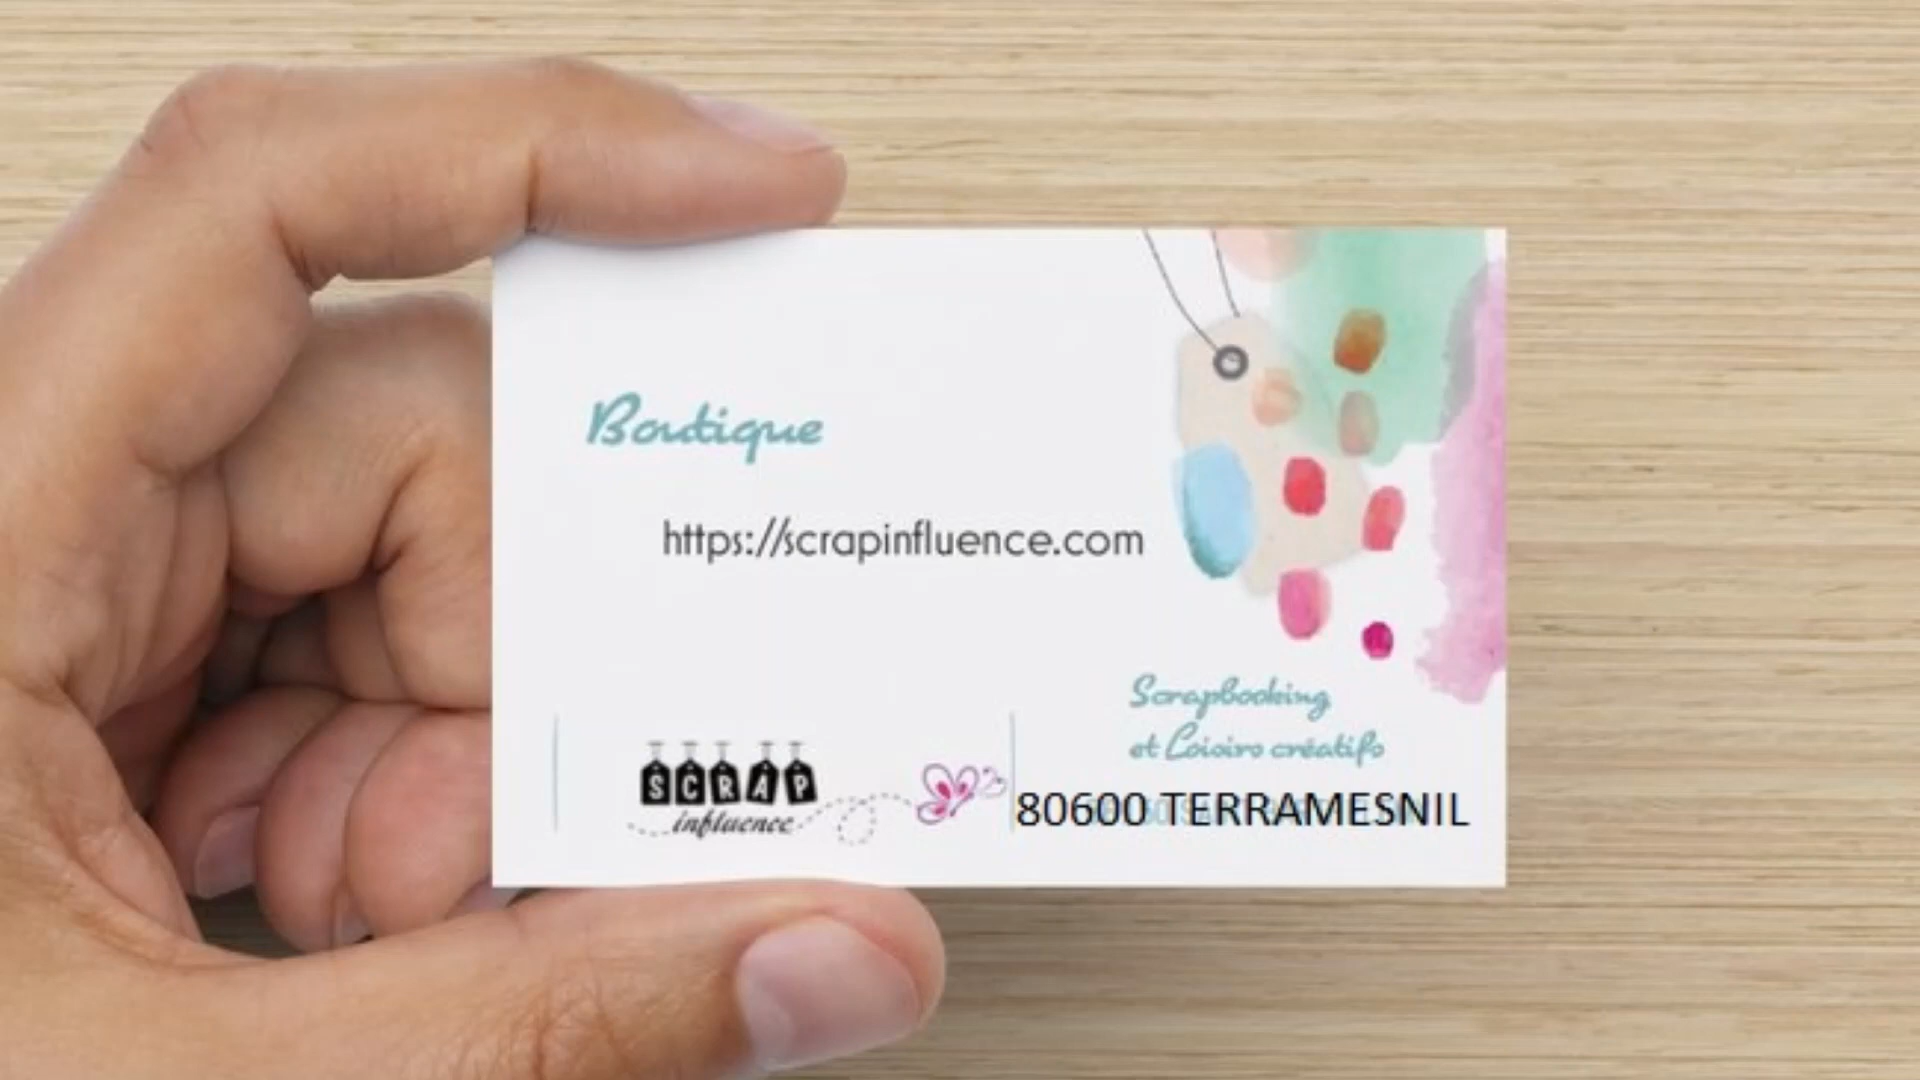 Boutique
https://scrapinfluence.com
Scrapbooking
et Loisirs créatifs
SCRAP
influence
80600 TERRAMESNIL